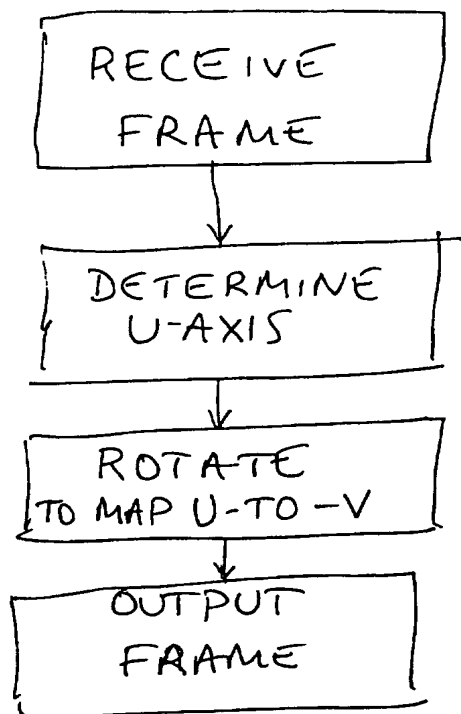 RECEIVE
FRAME
DETERMINE
U-AXIS
ROTATE
TO MAP U-TO-V
OUTPUT
FRAME